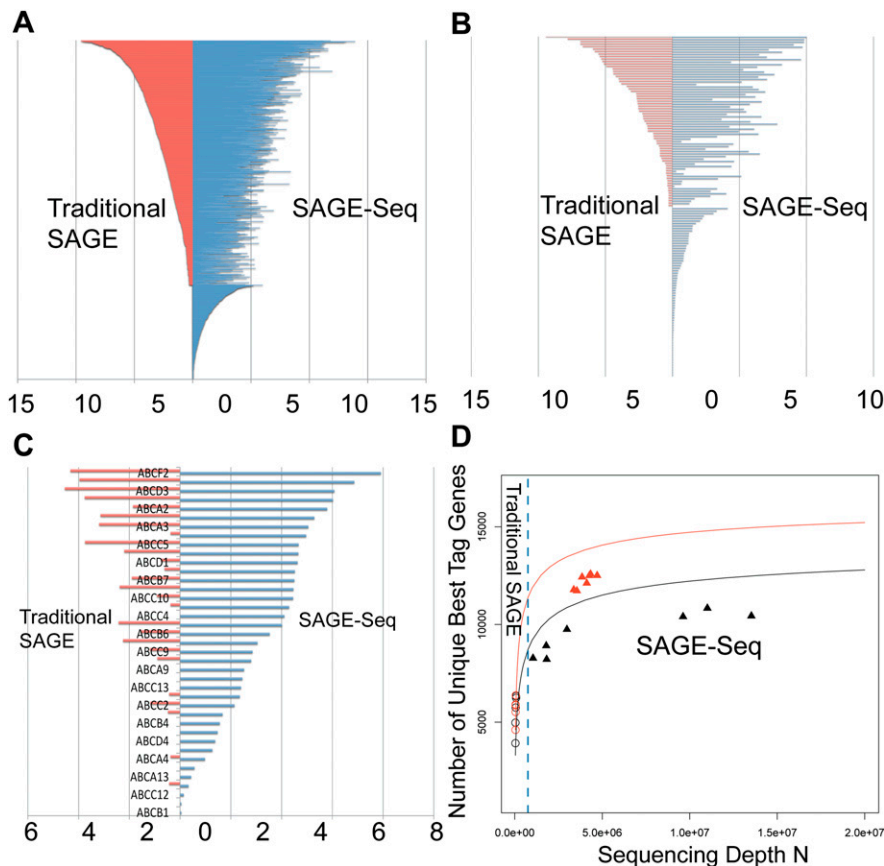 A
Traditional
SAGE
SAGE-Seq
15 10 5 0 5 10 15
B
Traditional
SAGE
SAGE-Seq
15 10 5 0 5 10
C
ABCF2
ABCD3
ABCA2
ABCA3
ABCC5
ABCD1
ABCB7
ABCC10
ABCC4
ABCB6
ABCC9
ABCA9
ABCC13
ABCC2
ABCB4
ABCD4
ABCA4
ABCA13
ABCC12
ABCB1
Traditional
SAGE
SAGE-Seq
6 4 2 0 2 4 6 8
D
Number of Unique Best Tag Genes
15000
10000
5000
Traditional SAGE
SAGE-Seq
0.0e+00 5.0e+06 1.0e+07 1.5e+07 2.0e+07
Sequencing Depth N